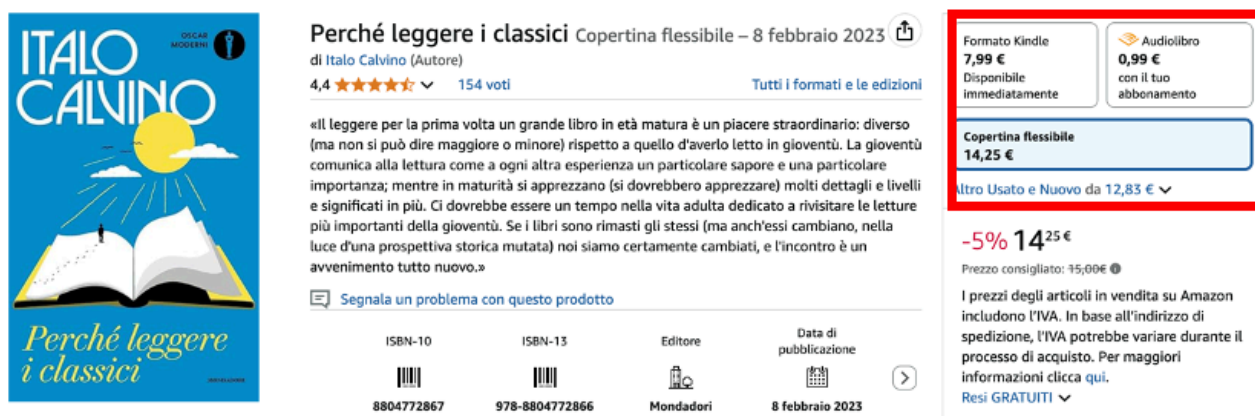 ITALO
CALVINO
OSCAR
MODERNI
Perché leggere
i classici
Perché leggere i classici Copertina flessibile – 8 febbraio 2023
di Italo Calvino (Autore)
4,4 154 voti Tutti i formati e le edizioni
«Il leggere per la prima volta un grande libro in età matura è un piacere straordinario: diverso
(ma non si può dire maggiore o minore) rispetto a quello d'averlo letto in gioventù. La gioventù
comunica alla lettura come a ogni altra esperienza un particolare sapore e una particolare
importanza; mentre in maturità si apprezzano (si dovrebbero apprezzare) molti dettagli e livelli
e significati in più. Ci dovrebbe essere un tempo nella vita adulta dedicato a rivisitare le letture
più importanti della gioventù. Se i libri sono rimasti gli stessi (ma anch'essi cambiano, nella
luce d'una prospettiva storica mutata) noi siamo certamente cambiati, e l'incontro è un
avvenimento tutto nuovo.»
Segnala un problema con questo prodotto
ISBN-10
8804772867
ISBN-13
978-8804772866
Editore
Mondadori
Data di
pubblicazione
8 febbraio 2023
Formato Kindle
7,99 €
Disponibile
immediatamente
Audiolibro
0,99 €
con il tuo
abbonamento
Copertina flessibile
14,25 €
Altro Usato e Nuovo da 12,83 €
-5% 14 25 €
Prezzo consigliato: 15,00€
I prezzi degli articoli in vendita su Amazon
includono l'IVA. In base all'indirizzo di
spedizione, l'IVA potrebbe variare durante il
processo di acquisto. Per maggiori
informazioni clicca qui.
Resi GRATUITI